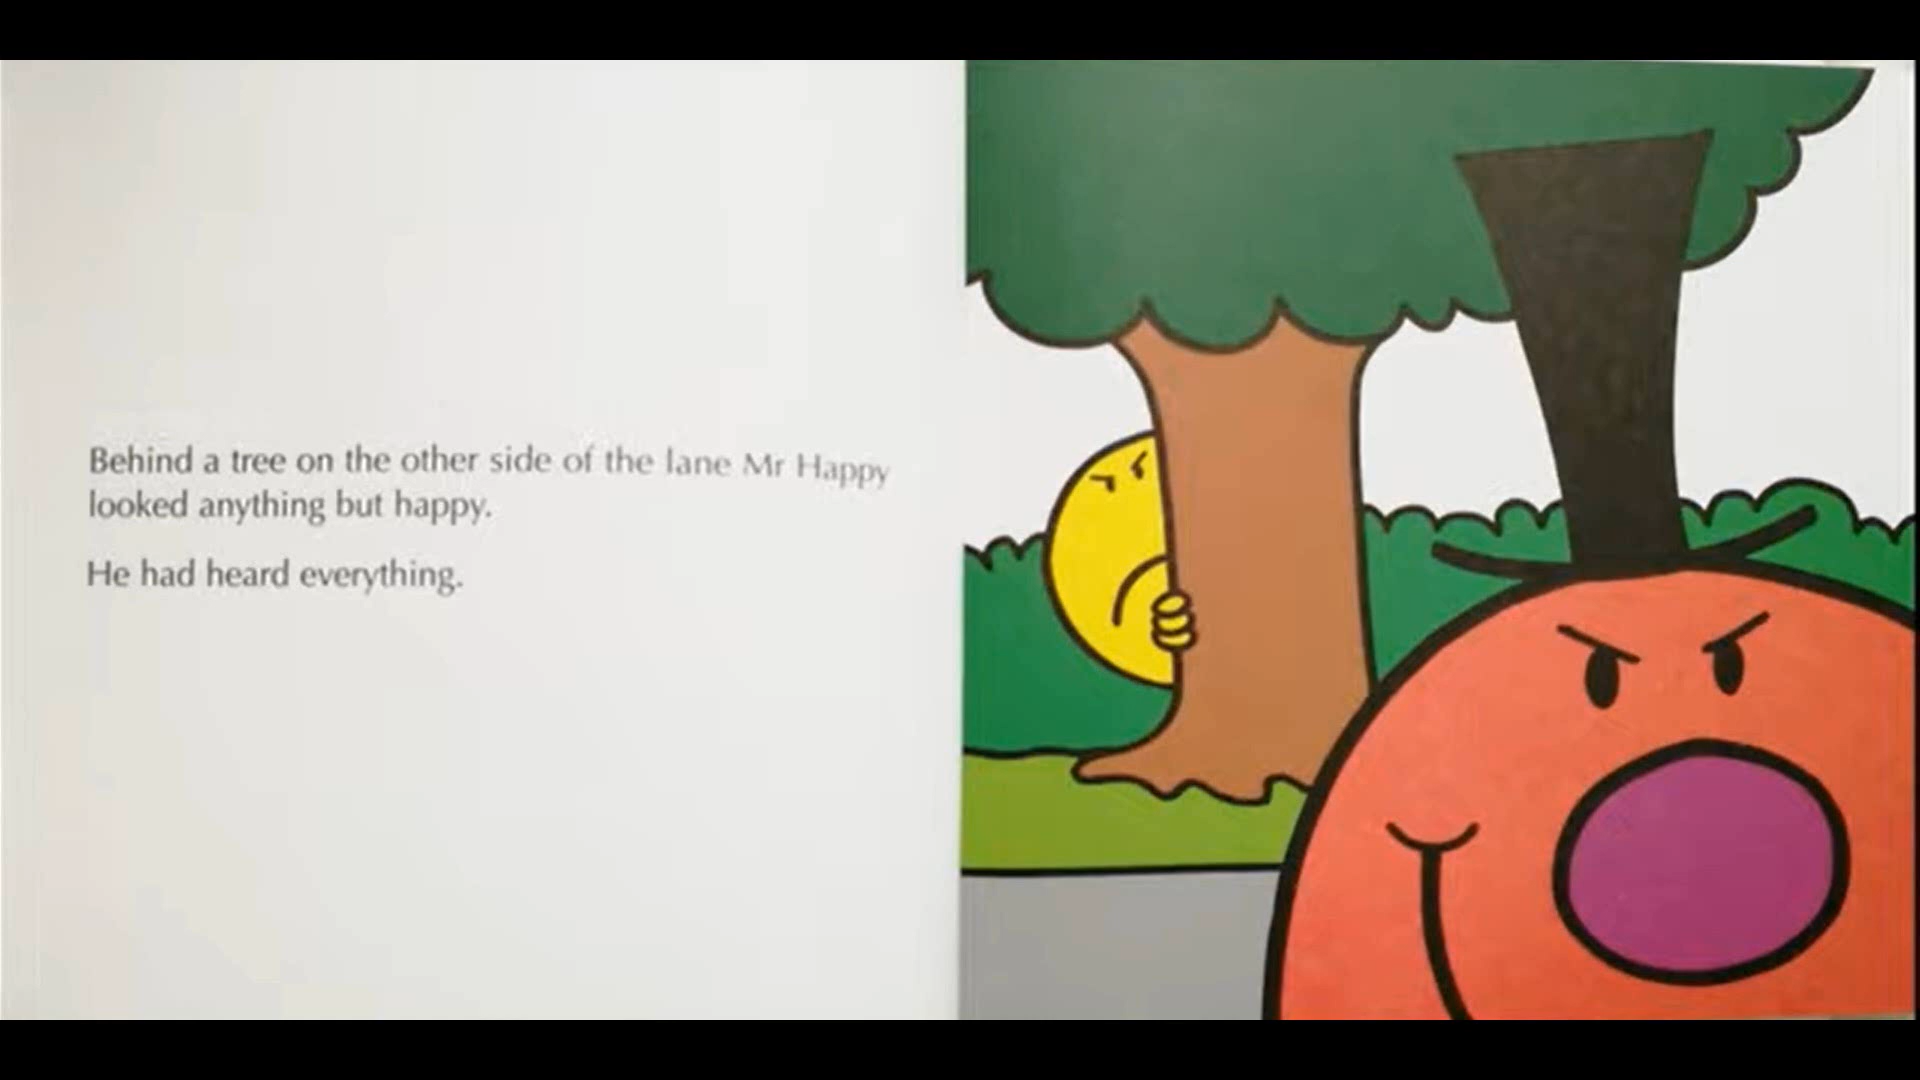 Behind a tree on the other side of the lane Mr Happy
looked anything but happy.
He had heard everything.